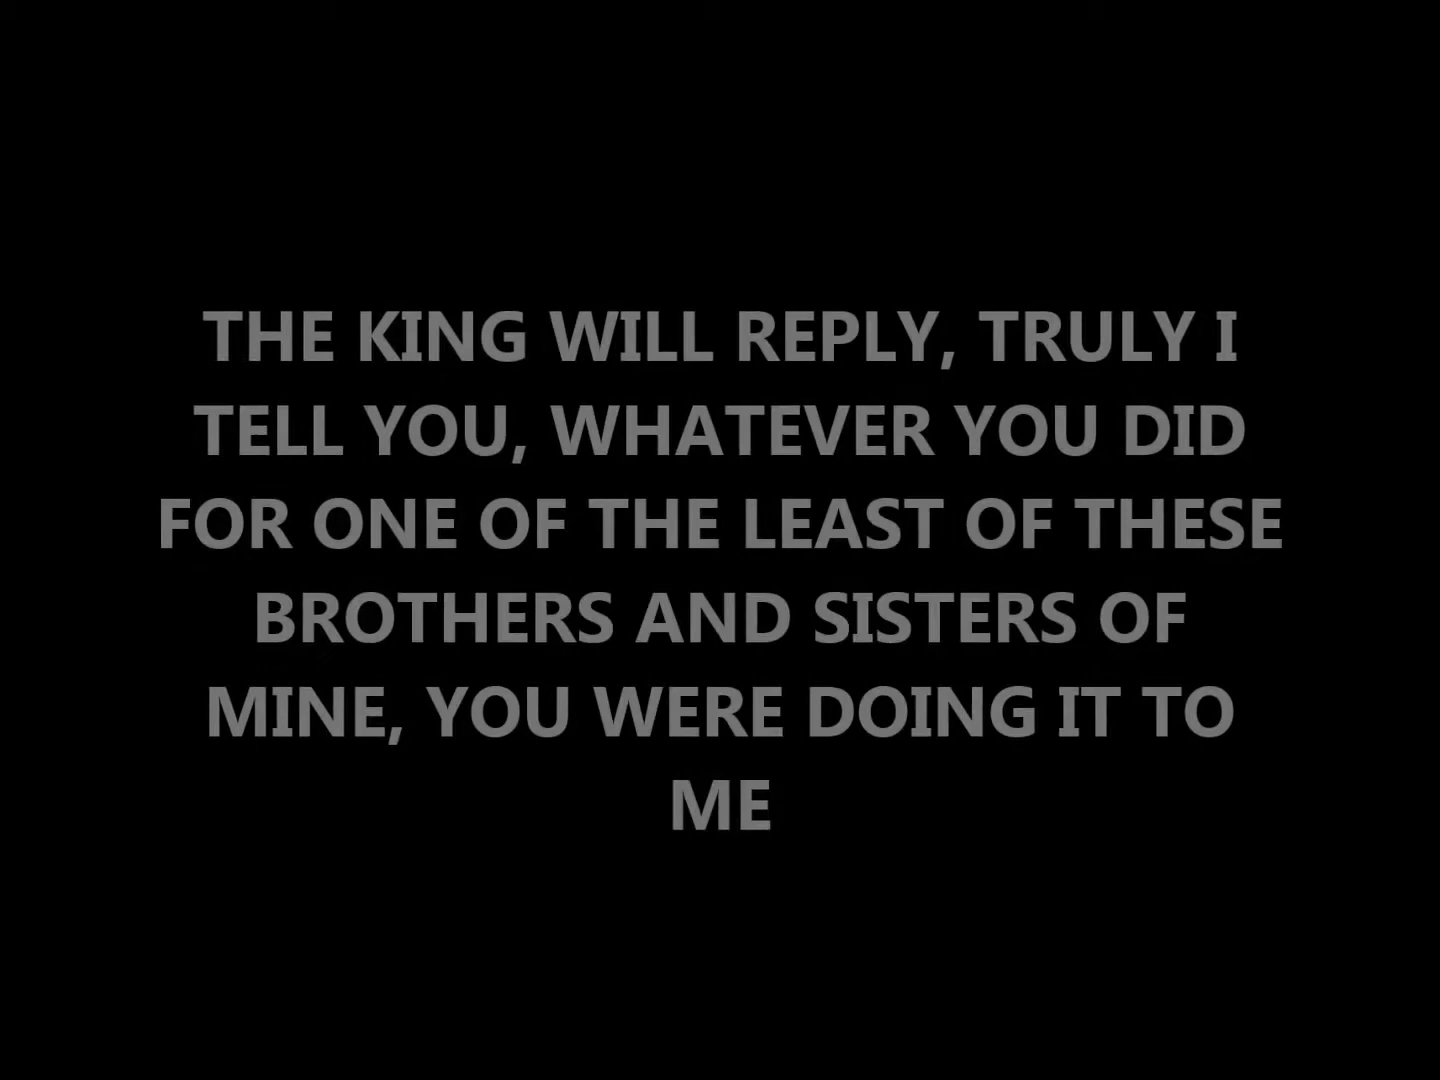 THE KING WILL REPLY, TRULY I
TELL YOU, WHATEVER YOU DID
FOR ONE OF THE LEAST OF THESE
BROTHERS AND SISTERS OF
MINE, YOU WERE DOING IT TO
ME